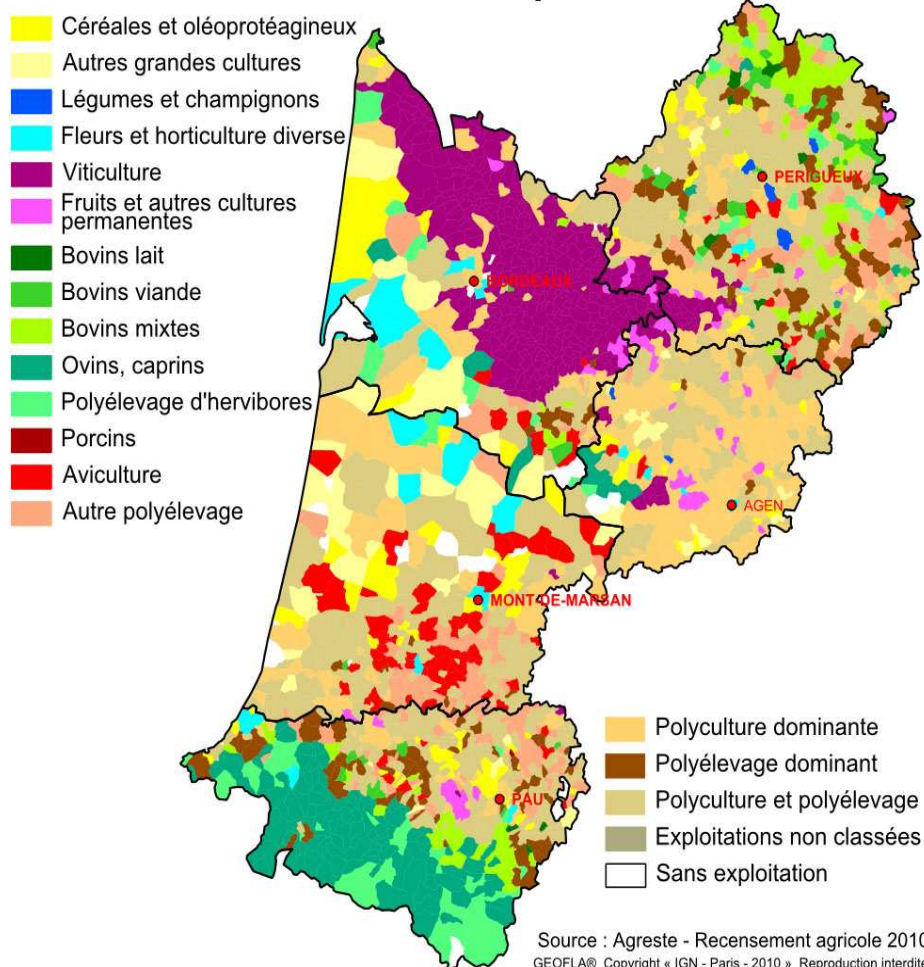 Céréales et oléoprotéagineux
Autres grandes cultures
Légumes et champignons
Fleurs et horticulture diverse
Viticulture
Fruits et autres cultures
permanentes
Bovins lait
Bovins viande
Bovins mixtes
Ovins, caprins
Polyélevage d'hervibores
Porcins
Aviculture
Autre polyélevage
PERIGUEUX
BORDEAUX
AGEN
MONT-DE-MARSAN
PAU
Polyculture dominante
Polyélevage dominant
Polyculture et polyélevage
Exploitations non classées
Sans exploitation
Source : Agreste - Recensement agricole 2010
GEOFLA® Copyright « IGN - Paris - 2010 » Reproduction interdite